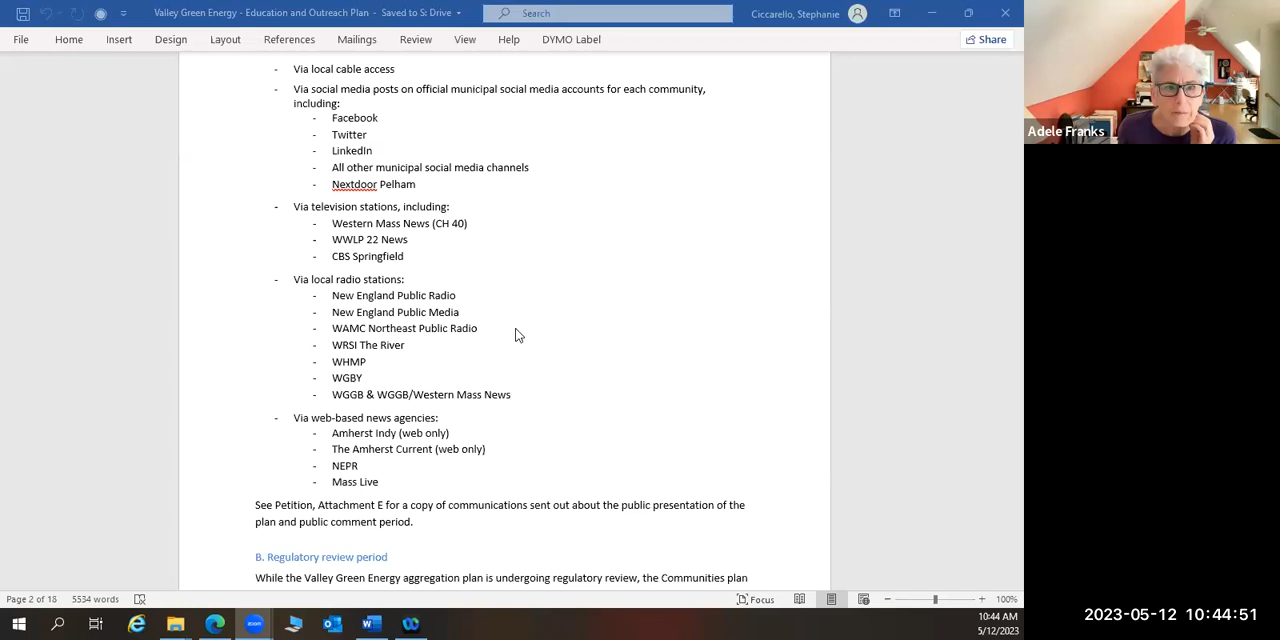 Valley Green Energy - Education and Outreach Plan - Saved to S: Drive
Search
Ciccarello, Stephanie
File Home Insert Design Layout References Mailings Review View Help DYMO Label
Share
- Via local cable access
- Via social media posts on official municipal social media accounts for each community,
including:
- Facebook
- Twitter
- LinkedIn
- All other municipal social media channels
- Nextdoor Pelham
- Via television stations, including:
- Western Mass News (CH 40)
- WWLP 22 News
- CBS Springfield
- Via local radio stations:
- New England Public Radio
- New England Public Media
- WAMC Northeast Public Radio
- WRSI The River
- WHMP
- WGBY
- WGGB & WGGB/Western Mass News
- Via web-based news agencies:
- Amherst Indy (web only)
- The Amherst Current (web only)
- NEPR
- Mass Live
See Petition, Attachment E for a copy of communications sent out about the public presentation of the
plan and public comment period.
B. Regulatory review period
While the Valley Green Energy aggregation plan is undergoing regulatory review, the Communities plan
Page 2 of 18 5534 words
Focus
100%
zoom
10:44 AM
5/12/2023
Adele Franks
2023-05-12 10:44:51